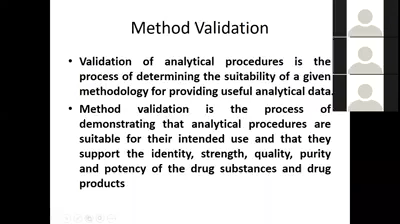 Method Validation
• Validation of analytical procedures is the
process of determining the suitability of a given
methodology for providing useful analytical data.
• Method validation is the process of
demonstrating that analytical procedures are
suitable for their intended use and that they
support the identity, strength, quality, purity
and potency of the drug substances and drug
products